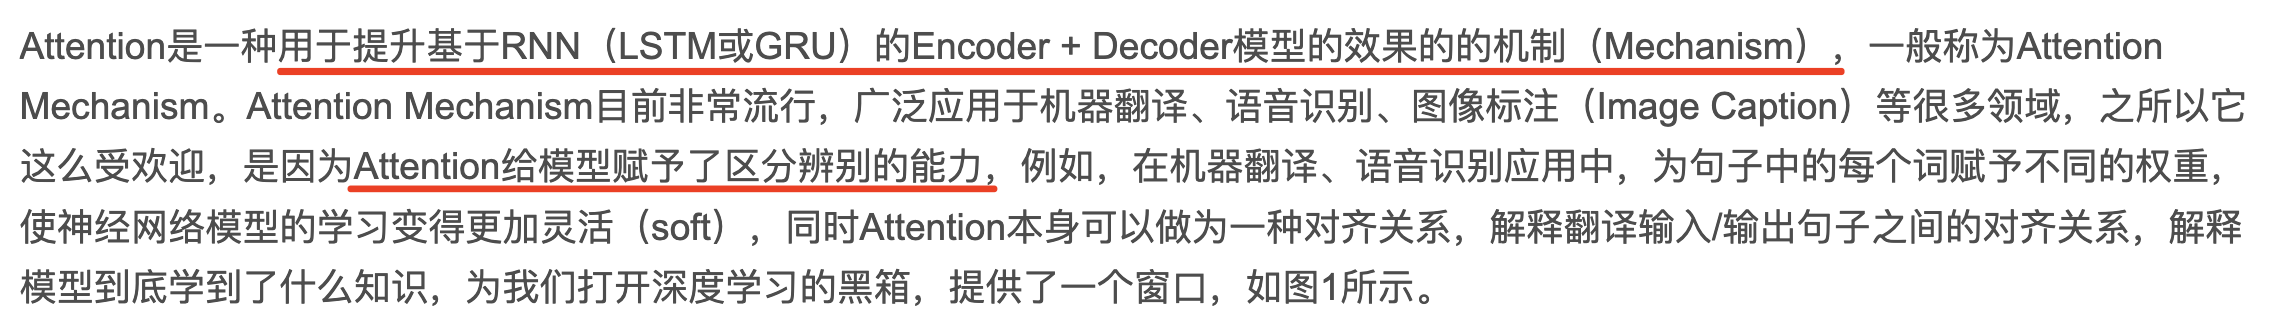 Attention是一种用于提升基于RNN（LSTM或GRU）的Encoder + Decoder模型的效果的的机制（Mechanism），一般称为Attention
Mechanism。Attention Mechanism目前非常流行，广泛应用于机器翻译、语音识别、图像标注（Image Caption）等很多领域，之所以它
这么受欢迎，是因为Attention给模型赋予了区分辨别的能力，例如，在机器翻译、语音识别应用中，为句子中的每个词赋予不同的权重，
使神经网络模型的学习变得更加灵活（soft），同时Attention本身可以做为一种对齐关系，解释翻译输入/输出句子之间的对齐关系，解释
模型到底学到了什么知识，为我们打开深度学习的黑箱，提供了一个窗口，如图1所示。